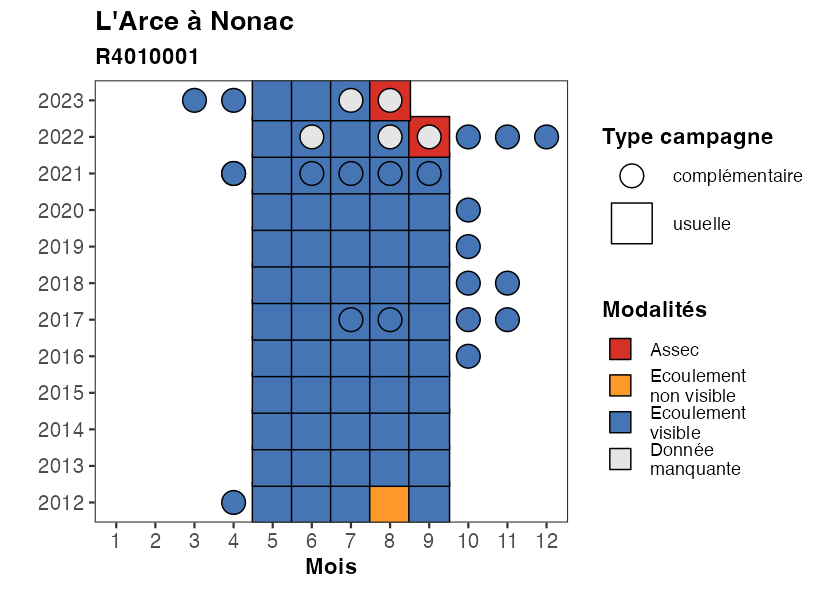 L'Arce à Nonac
R4010001
2023
2022
2021
2020
2019
2018
2017
2016
2015
2014
2013
2012
1 2 3 4 5 6 7 8 9 10 11 12
Mois
Type campagne
complémentaire
usuelle
Modalités
Assec
Ecoulement
non visible
Ecoulement
visible
Donnée
manquante